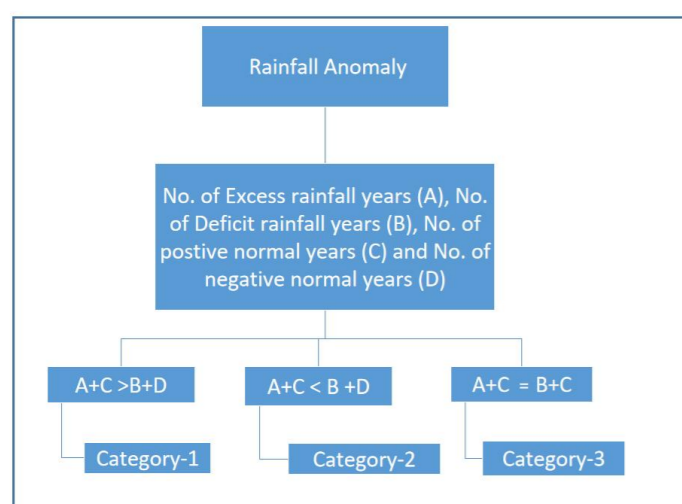 Rainfall Anomaly
No. of Excess rainfall years (A), No.
of Deficit rainfall years (B), No. of
postive normal years (C) and No. of
negative normal years (D)
A+C >B+D
A+C < B +D
A+C = B+C
Category-1
Category-2
Category-3